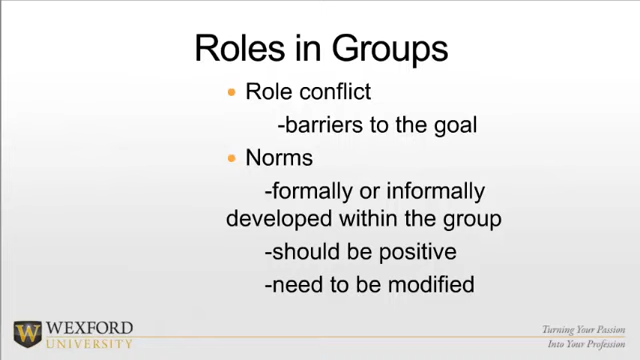 Roles in Groups
• Role conflict
-barriers to the goal
• Norms
-formally or informally
developed within the group
-should be positive
-need to be modified
W WEXFORD
UNIVERSITY
Turning Your Passion
Into Your Profession